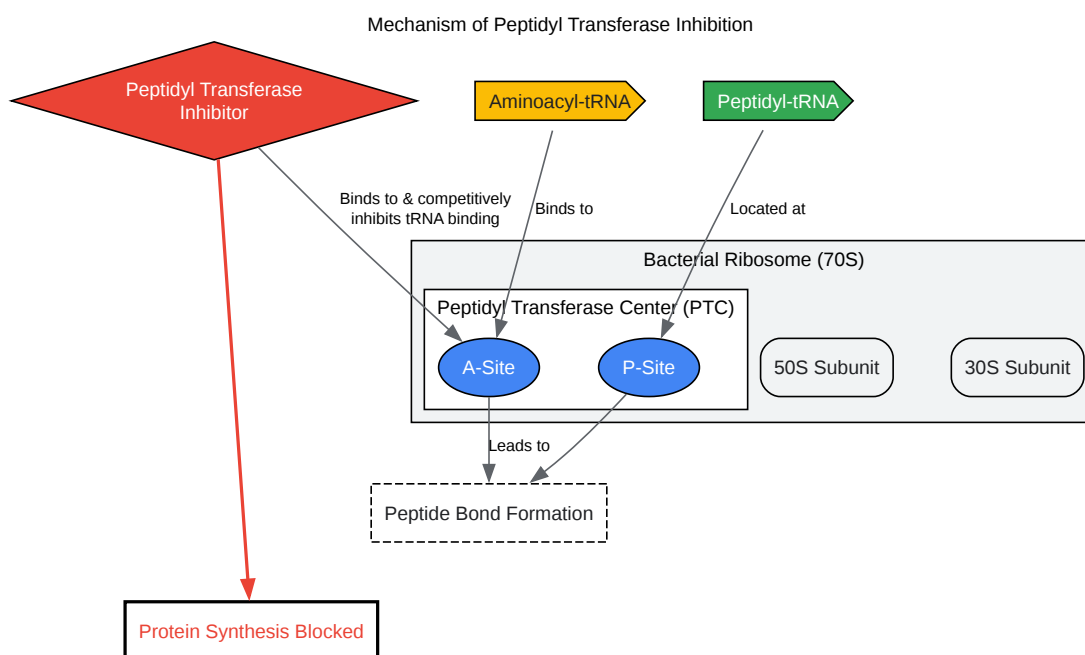 Mechanism of Peptidyl Transferase Inhibition
Peptidyl Transferase
Inhibitor
Aminoacyl-tRNA
Peptidyl-tRNA
Binds to & competitively
inhibits tRNA binding
Binds to
Located at
Bacterial Ribosome (70S)
Peptidyl Transferase Center (PTC)
A-Site
P-Site
50S Subunit
30S Subunit
Leads to
Peptide Bond Formation
Protein Synthesis Blocked